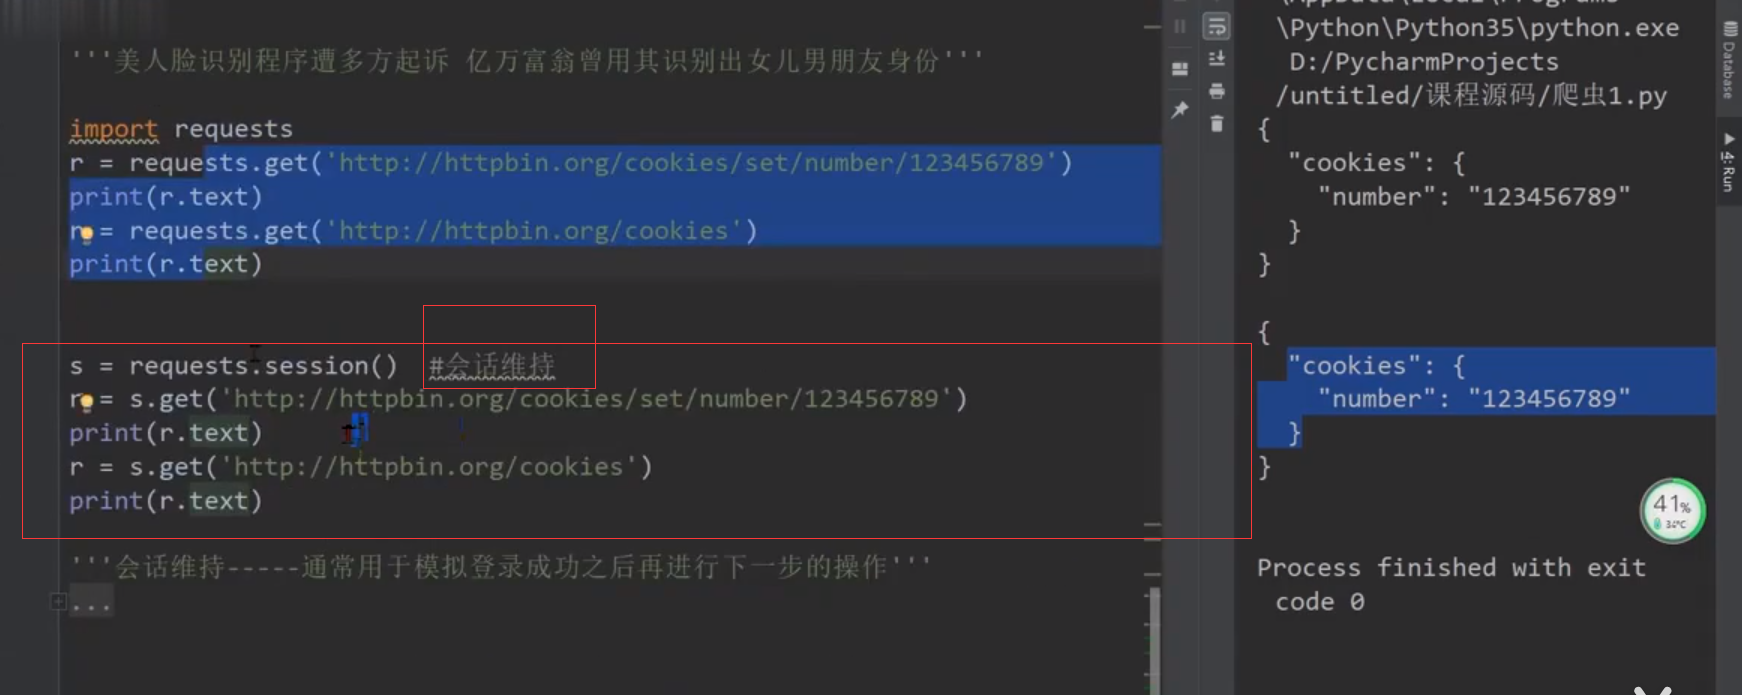 '''美人脸识别程序遭多方起诉 亿万富翁曾用其识别出女儿男朋友身份'''
import requests
r = requests.get('http://httpbin.org/cookies/set/number/123456789')
print(r.text)
r = requests.get('http://httpbin.org/cookies')
print(r.text)
s = requests.session() #会话维持
r = s.get('http://httpbin.org/cookies/set/number/123456789')
print(r.text)
r = s.get('http://httpbin.org/cookies')
print(r.text)
'''会话维持-----通常用于模拟登录成功之后再进行下一步的操作'''
...
\AppData\Local\Programs
\Python\Python35\python.exe
D:/PycharmProjects
/untitled/课程源码/爬虫1.py
{
"cookies": {
"number": "123456789"
}
}
{
"cookies": {
"number": "123456789"
}
}
Process finished with exit
code 0
41%
34℃
Database
4: Run